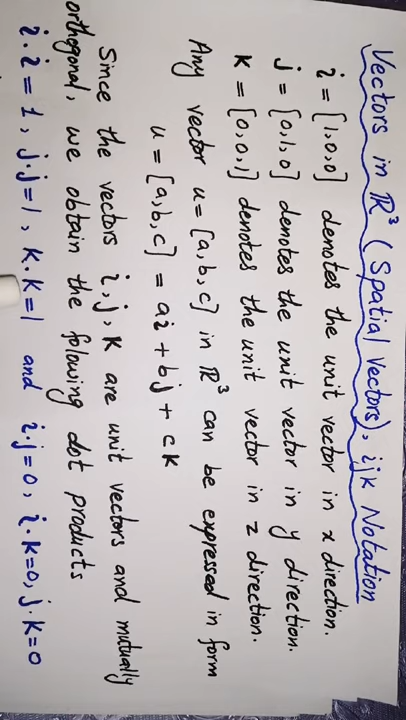 Vectors in ℝ³ (Spatial Vectors), ijk Notation
i = [1,0,0] denotes the unit vector in x direction.
j = [0,1,0] denotes the unit vector in y direction.
k = [0,0,1] denotes the unit vector in z direction.
Any vector u = [a,b,c] in ℝ³ can be expressed in form
u = [a,b,c] = ai + bj + ck
Since the vectors i, j, k are unit vectors and mutually
orthogonal, we obtain the following dot products
i.i = 1, j.j = 1, k.k = 1 and i.j = 0, i.k = 0, j.k = 0